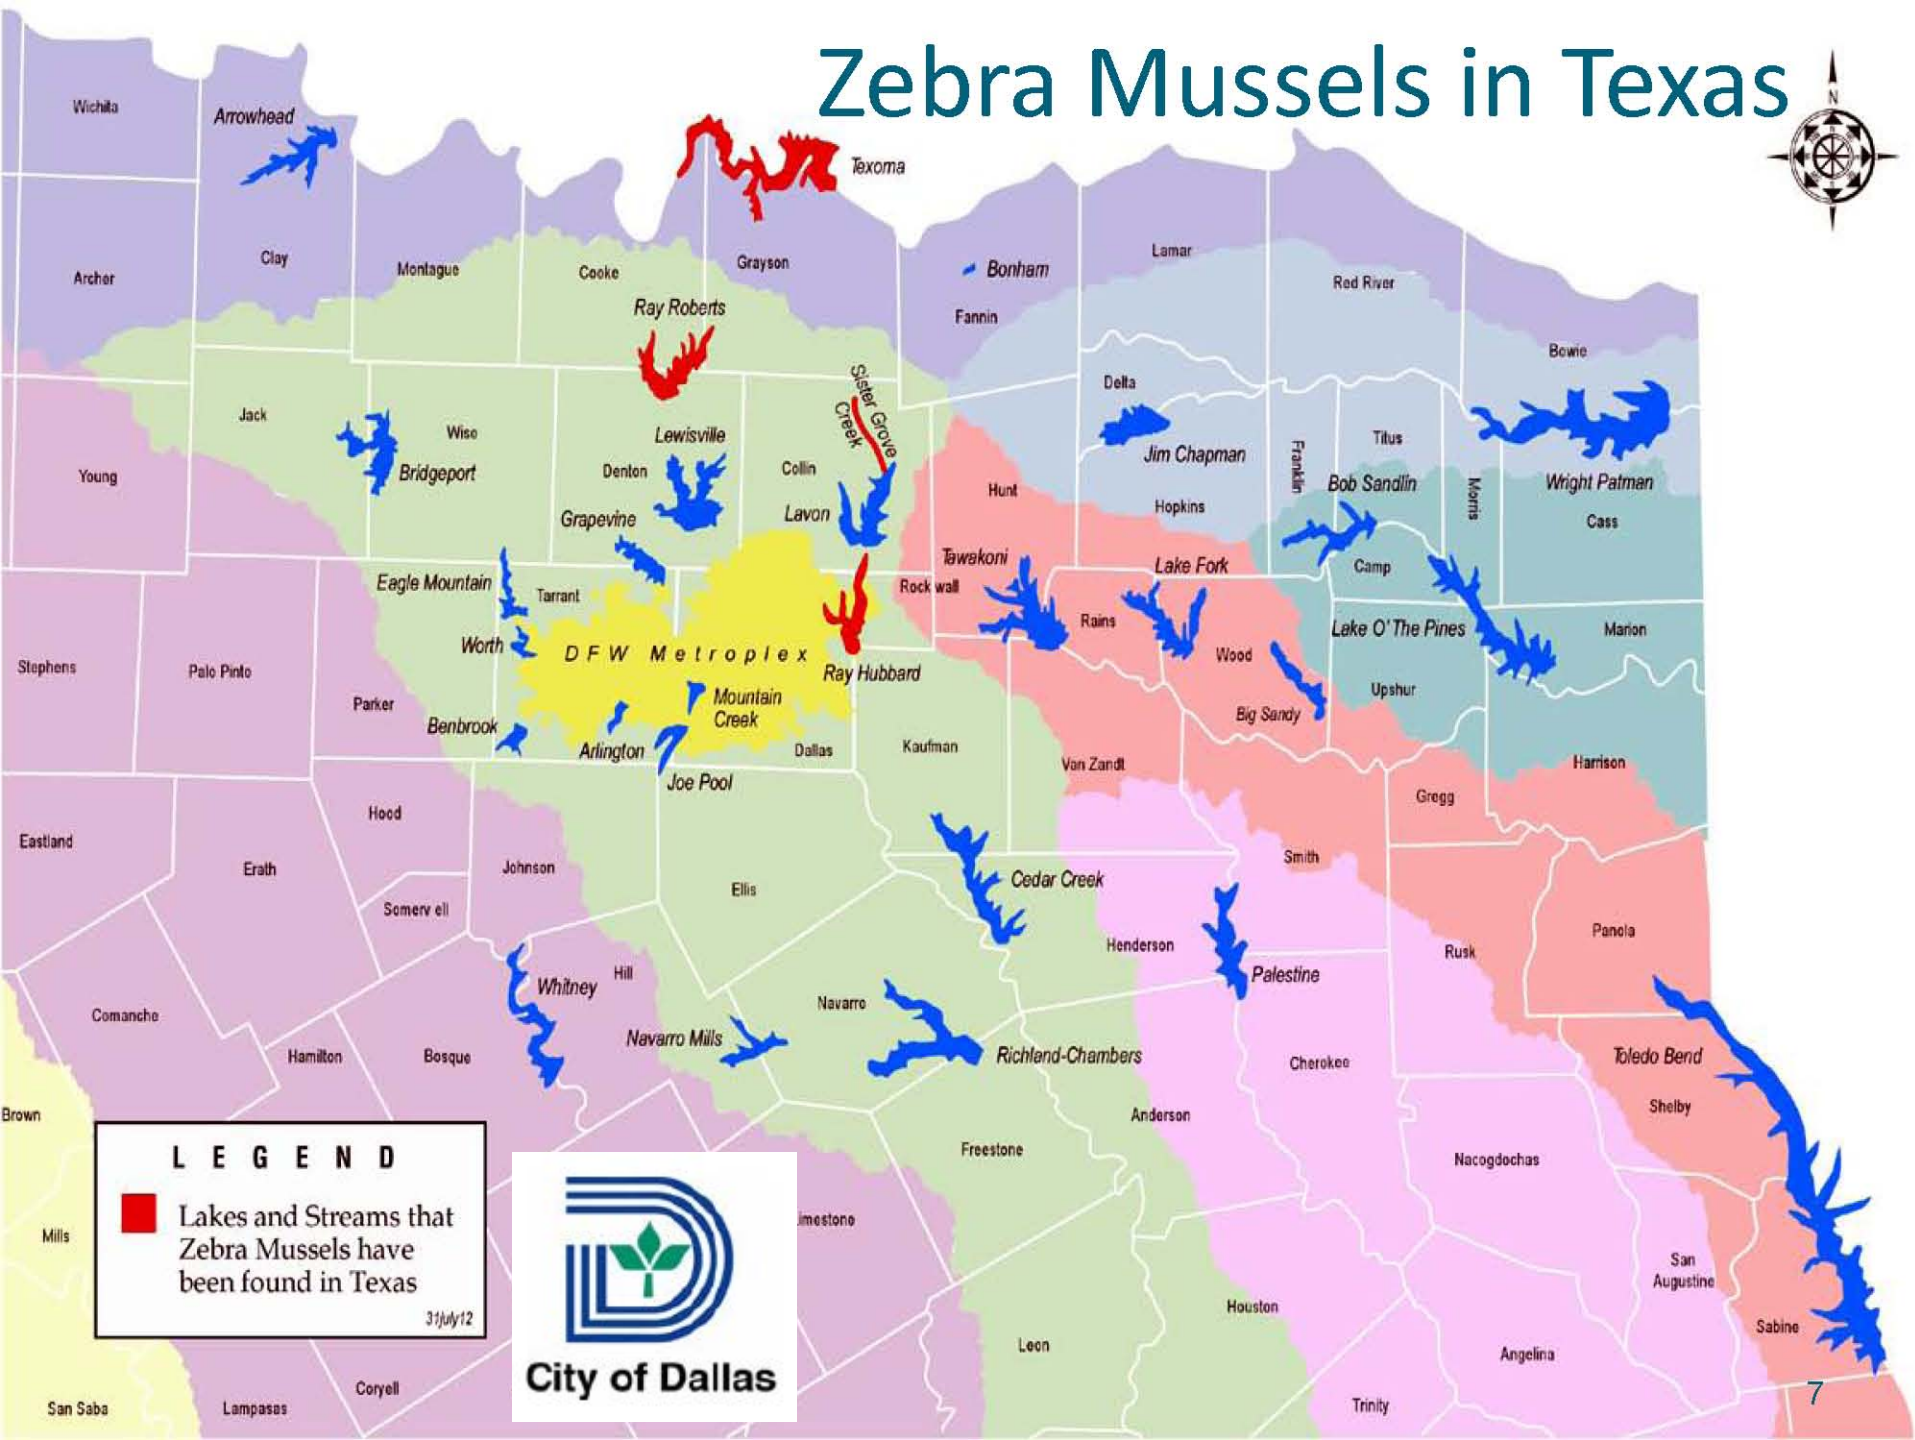 Zebra Mussels in Texas
N
Wichita
Arrowhead
Texoma
Archer
Clay
Montague
Cooke
Grayson
Bonham
Lamar
Red River
Fannin
Ray Roberts
Bowie
Sister Grove
Creek
Delta
Jack
Wise
Lewisville
Titus
Bridgeport
Denton
Collin
Jim Chapman
Franklin
Young
Hunt
Bob Sandlin
Morris
Wright Patman
Grapevine
Lavon
Hopkins
Cass
Tawakoni
Lake Fork
Camp
Eagle Mountain
Tarrant
Rockwall
Rains
Lake O' The Pines
Marion
Worth
DFW Metroplex
Wood
Stephens
Palo Pinto
Ray Hubbard
Upshur
Parker
Mountain
Creek
Big Sandy
Benbrook
Arlington
Dallas
Kaufman
Van Zandt
Harrison
Joe Pool
Gregg
Hood
Eastland
Erath
Johnson
Smith
Ellis
Cedar Creek
Somervell
Henderson
Panola
Rusk
Whitney
Hill
Palestine
Navarro
Comanche
Navarro Mills
Hamilton
Bosque
Richland-Chambers
Cherokee
Toledo Bend
Brown
Anderson
Shelby
Freestone
Nacogdoches
LEGEND
Lakes and Streams that
Zebra Mussels have
been found in Texas
31july12
Mills
imestone
San
Augustine
Houston
Sabine
Leon
Angelina
City of Dallas
Coryell
San Saba
Lampasas
Trinity
7